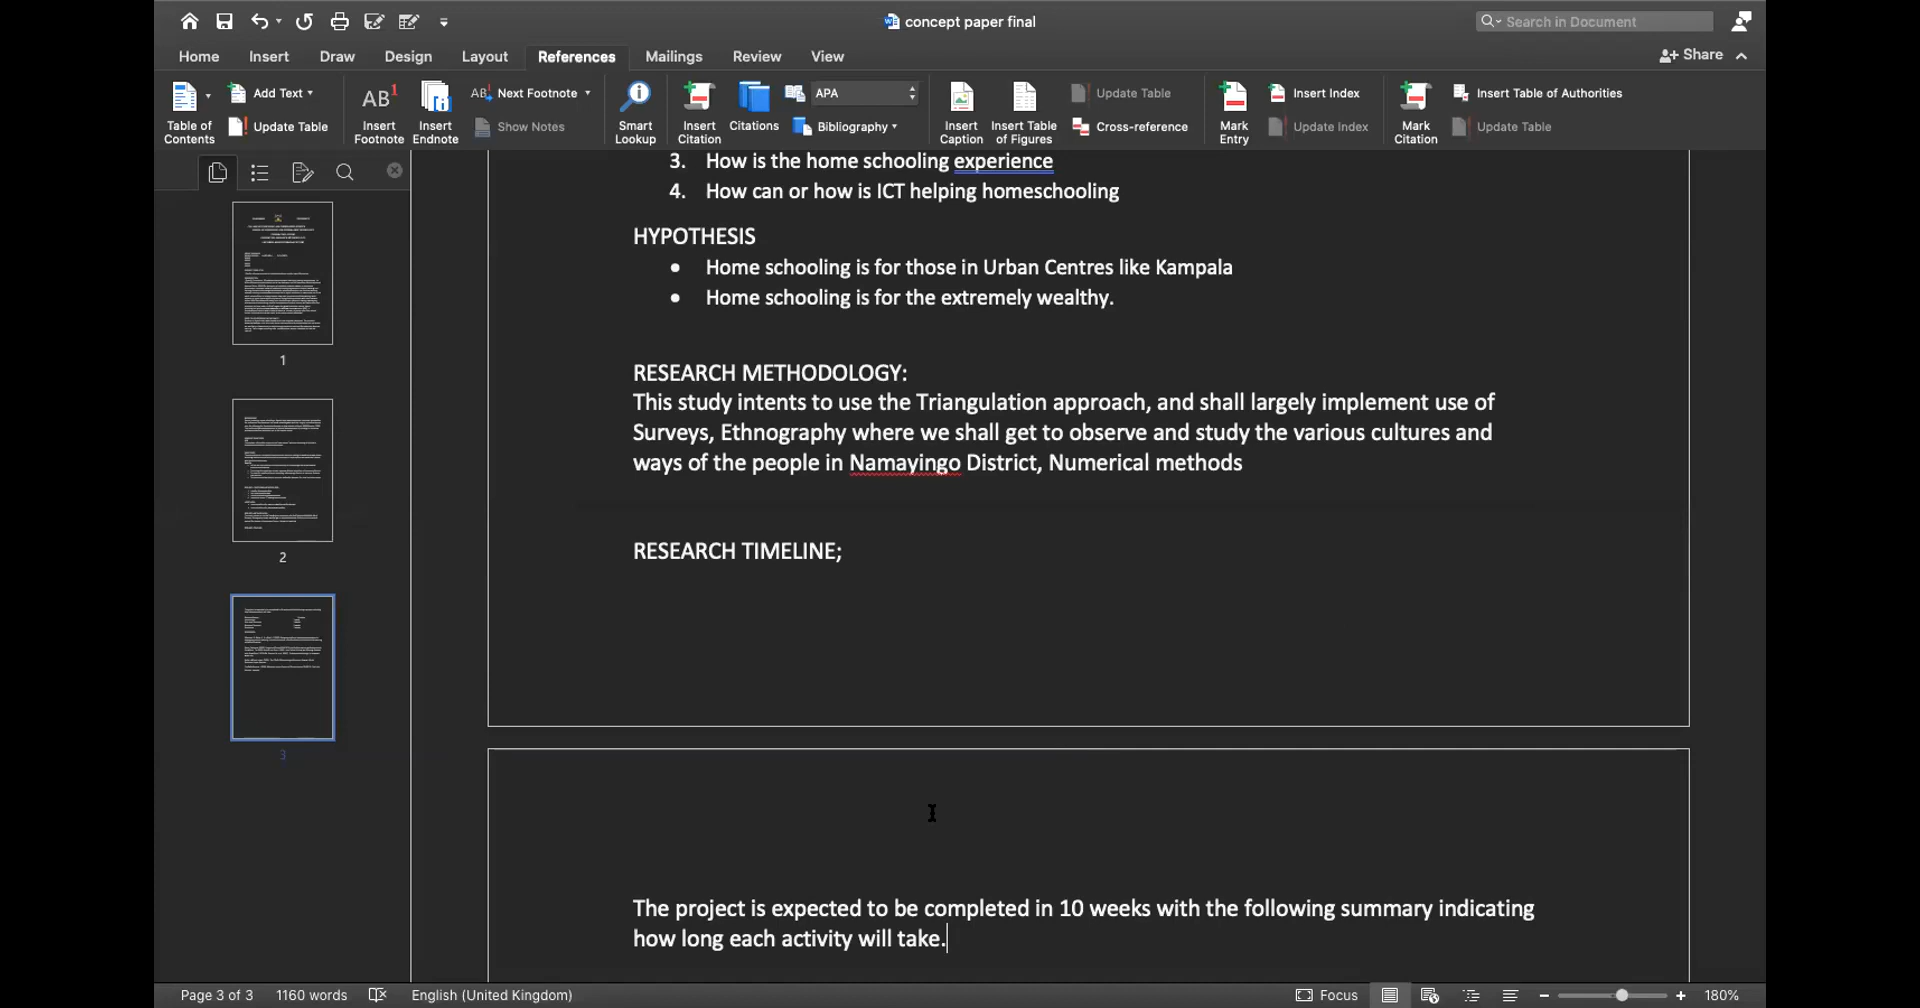 concept paper final
Search in Document
Home Insert Draw Design Layout References Mailings Review View
Share
Table of Contents
Add Text
Update Table
AB1
Insert Footnote
Insert Endnote
AB1 Next Footnote
Show Notes
Smart Lookup
Insert Citation
Citations
APA
Bibliography
Insert Caption
Insert Table of Figures
Update Table
Cross-reference
Mark Entry
Insert Index
Update Index
Mark Citation
Insert Table of Authorities
Update Table
3. How is the home schooling experience
4. How can or how is ICT helping homeschooling
HYPOTHESIS
• Home schooling is for those in Urban Centres like Kampala
• Home schooling is for the extremely wealthy.
RESEARCH METHODOLOGY:
This study intents to use the Triangulation approach, and shall largely implement use of
Surveys, Ethnography where we shall get to observe and study the various cultures and
ways of the people in Namayingo District, Numerical methods
RESEARCH TIMELINE;
The project is expected to be completed in 10 weeks with the following summary indicating
how long each activity will take.
1
2
3
Page 3 of 3 1160 words English (United Kingdom) Focus 180%